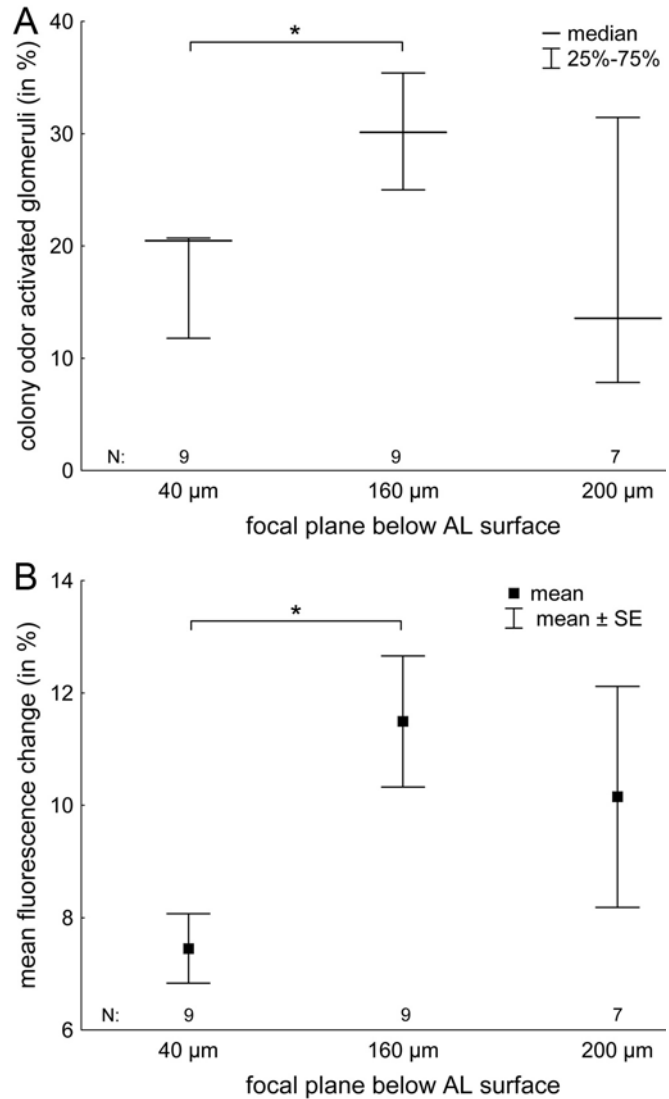 A
colony odor activated glomeruli (in %)
40
30
20
10
0
*
median
25%-75%
N: 9 9 7
40 µm 160 µm 200 µm
focal plane below AL surface
B
mean fluorescence change (in %)
14
12
10
8
6
*
mean
mean ± SE
N: 9 9 7
40 µm 160 µm 200 µm
focal plane below AL surface